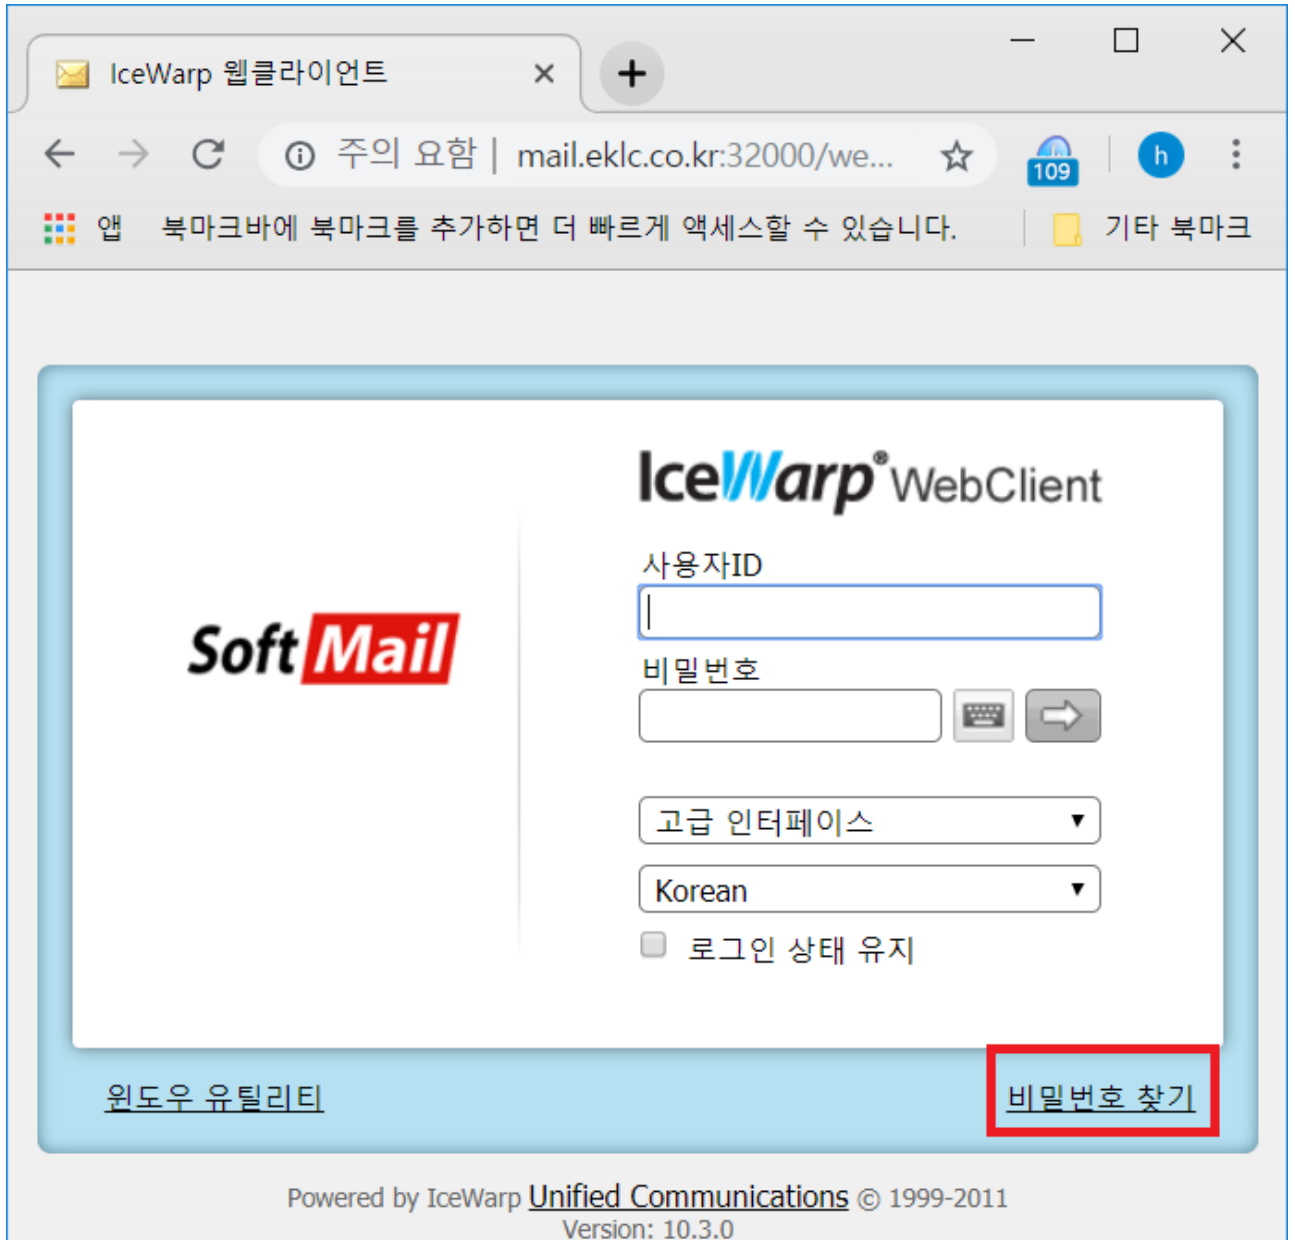 IceWarp 웹클라이언트
주의 요함 | mail.eklc.co.kr:32000/we...
109
h
앱 북마크바에 북마크를 추가하면 더 빠르게 액세스할 수 있습니다. 기타 북마크
IceWarp® WebClient
사용자ID
SoftMail
비밀번호
고급 인터페이스
Korean
로그인 상태 유지
윈도우 유틸리티 비밀번호 찾기
Powered by IceWarp Unified Communications © 1999-2011
Version: 10.3.0